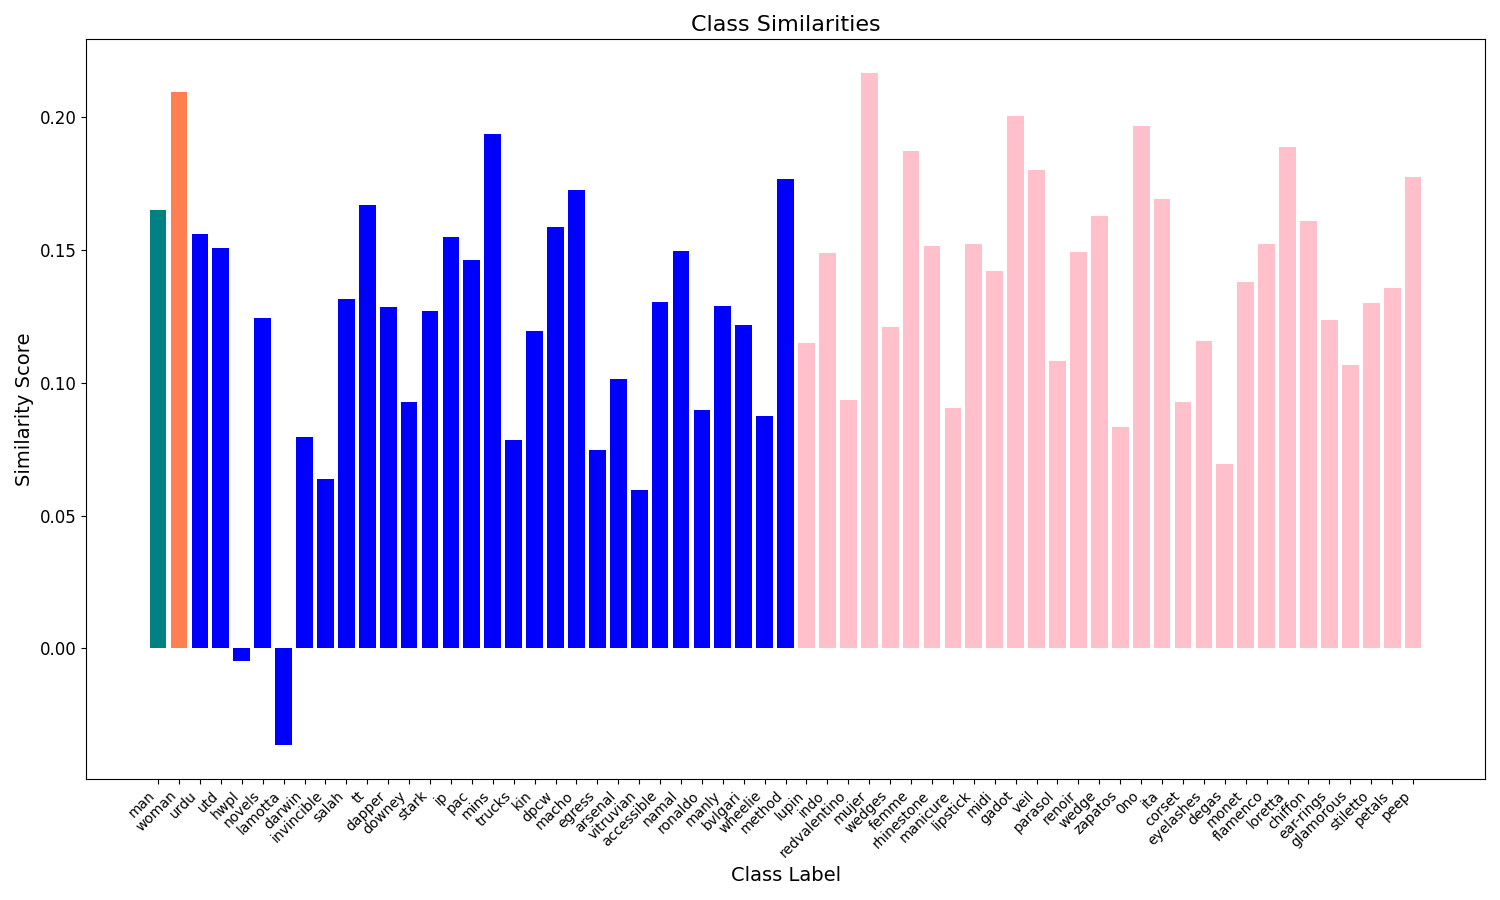 Class Similarities
Similarity Score
0.20
0.15
0.10
0.05
0.00
man
woman
urdu
utd
hwpl
novels
lamotta
darwin
invincible
salah
tt
dapper
downey
stark
ip
pac
mins
trucks
kin
dpcw
macho
egress
arsenal
vitruvian
accessible
namal
ronaldo
manly
bvlgari
wheelie
method
lupin
indo
redvalentino
mujer
wedges
femme
rhinestone
manicure
lipstick
midi
gadot
veil
parasol
renoir
wedge
zapatos
0no
ita
corset
eyelashes
degas
monet
flamenco
loretta
chiffon
ear-rings
glamorous
stiletto
petals
peep
Class Label